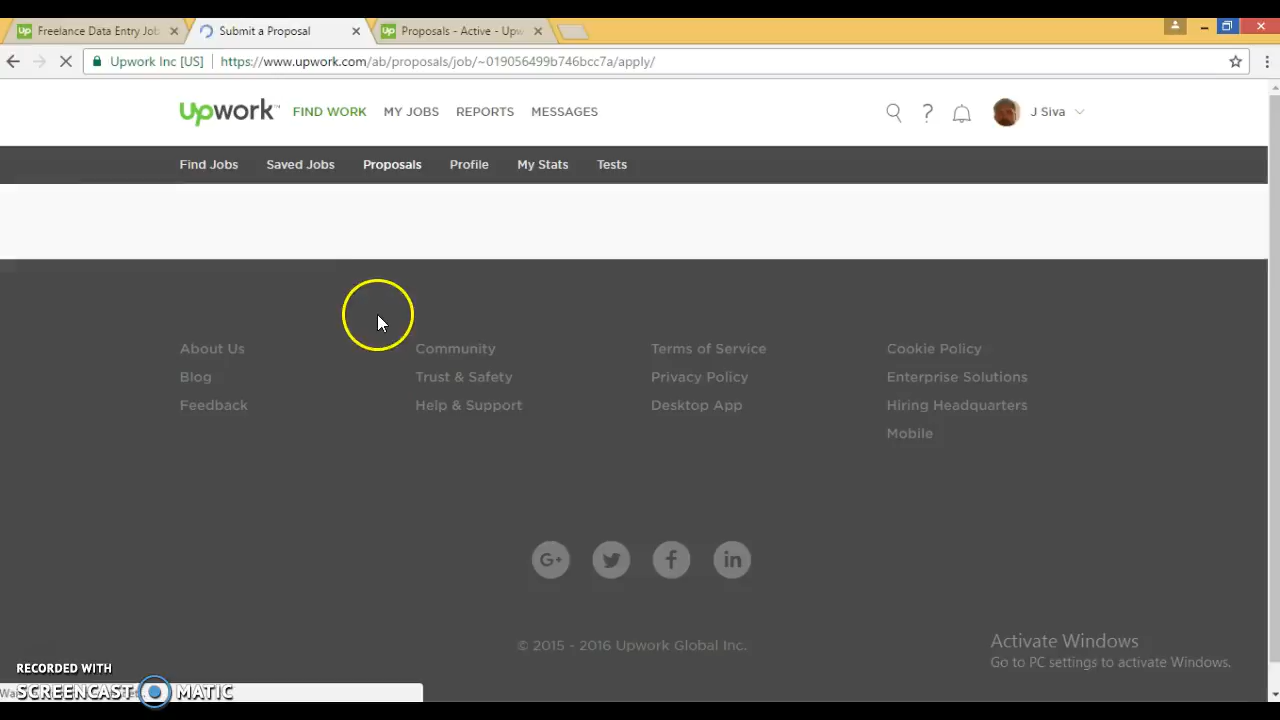 Freelance Data Entry Job
Submit a Proposal
Proposals - Active - Upw
Upwork Inc [US]
https://www.upwork.com/ab/proposals/job/~019056499b746bcc7a/apply/
upwork FIND WORK MY JOBS REPORTS MESSAGES ? J Siva
Find Jobs Saved Jobs Proposals Profile My Stats Tests
About Us Community Terms of Service Cookie Policy
Blog Trust & Safety Privacy Policy Enterprise Solutions
Feedback Help & Support Desktop App Hiring Headquarters
Mobile
G+ f in
© 2015 - 2016 Upwork Global Inc.
Activate Windows
Go to PC settings to activate Windows.
RECORDED WITH
SCREENCAST MATIC